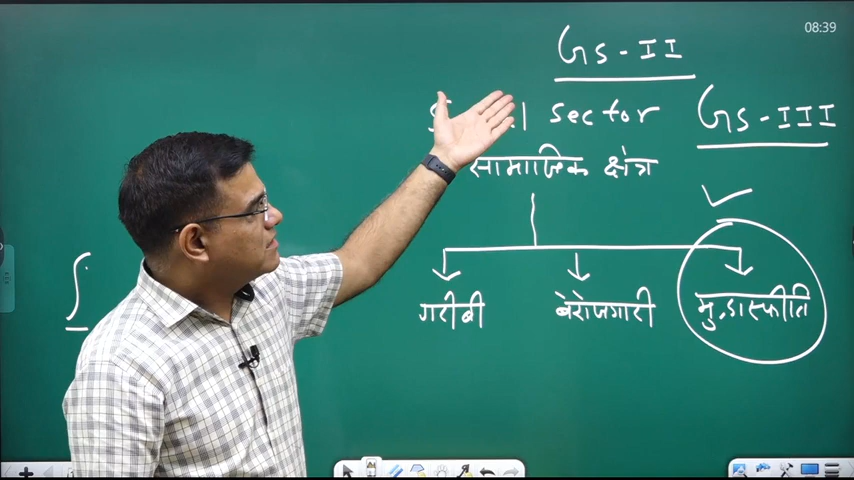 08:39
Gs-II
sector
Gs-III
सामाजिक क्षेत्र
गरीबी
बेरोजगारी
मुद्रास्फीति